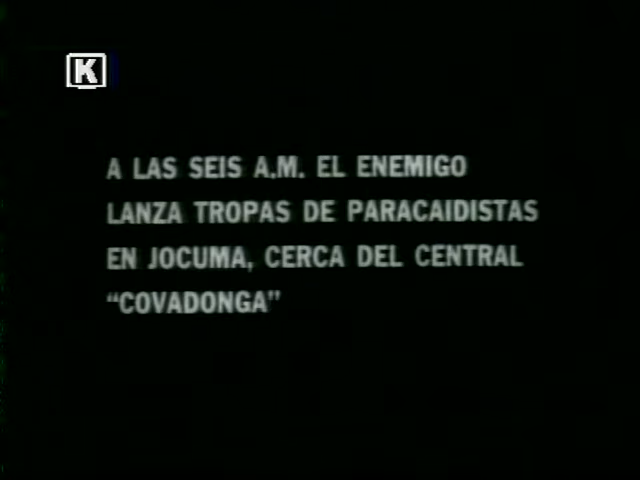 K
A LAS SEIS A.M. EL ENEMIGO
LANZA TROPAS DE PARACAIDISTAS
EN JOCUMA, CERCA DEL CENTRAL
“COVADONGA”